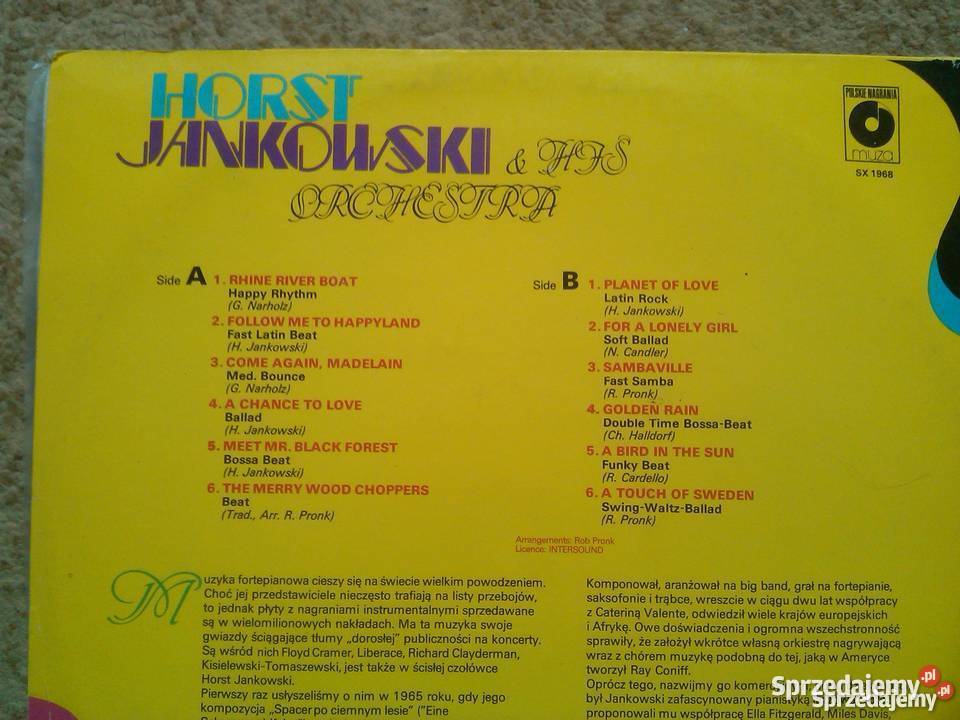 HORST
JANKOWSKI & HIS
ORCHESTRA
POLSKIE NAGRANIA
muza
SX 1968
Side A 1. RHINE RIVER BOAT
Happy Rhythm
(G. Narholz)
2. FOLLOW ME TO HAPPYLAND
Fast Latin Beat
(H. Jankowski)
3. COME AGAIN, MADELAIN
Med. Bounce
(G. Narholz)
4. A CHANCE TO LOVE
Ballad
(H. Jankowski)
5. MEET MR. BLACK FOREST
Bossa Beat
(H. Jankowski)
6. THE MERRY WOOD CHOPPERS
Beat
(Trad., Arr. R. Pronk)
Side B 1. PLANET OF LOVE
Latin Rock
(H. Jankowski)
2. FOR A LONELY GIRL
Soft Ballad
(N. Candler)
3. SAMBAVILLE
Fast Samba
(R. Pronk)
4. GOLDEN RAIN
Double Time Bossa-Beat
(Ch. Halldorf)
5. A BIRD IN THE SUN
Funky Beat
(R. Cardello)
6. A TOUCH OF SWEDEN
Swing-Waltz-Ballad
(R. Pronk)
Arrangements: Rob Pronk
Licence: INTERSOUND
Muzyka fortepianowa cieszy się na świecie wielkim powodzeniem.
Choć jej przedstawiciele nieczęsto trafiają na listy przebojów,
to jednak płyty z nagraniami instrumentalnymi sprzedawane
są w wielomilionowych nakładach. Ma ta muzyka swoje
gwiazdy ściągające tłumy „dorosłej" publiczności na koncerty.
Są wśród nich Floyd Cramer, Liberace, Richard Clayderman,
Kisielewski-Tomaszewski, jest także w ścisłej czołówce
Horst Jankowski.
Pierwszy raz usłyszeliśmy o nim w 1965 roku, gdy jego
kompozycja „Spacer po ciemnym lesie" ("Eine
Komponował, aranżował na big band, grał na fortepianie,
saksofonie i trąbce, wreszcie w ciągu dwu lat współpracy
z Cateriną Valente, odwiedził wiele krajów europejskich
i Afrykę. Owe doświadczenia i ogromna wszechstronność
sprawiły, że założył wkrótce własną orkiestrę nagrywającą
wraz z chórem muzykę podobną do tej, jaką w Ameryce
tworzył Ray Coniff.
Oprócz tego, nazwijmy go komer
był Jankowski zafascynowany pianistyką
proponowali mu współpracę Ella Fitzgerald, Miles Davis,
Sprzedajemy.pl
Sprzedajemy.pl